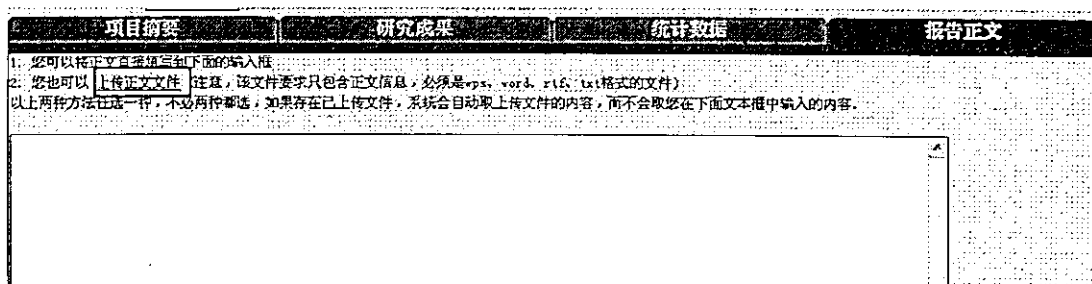 项目摘要 研究成果 统计数据 报告正文
1. 您可以将正文直接填写到下面的输入框
2. 您也可以 上传正文文件 (注意，该文件要求只包含正文信息，必须是wps、word、rtf、txt格式的文件)
以上两种方法任选一种，不必两种都选，如果存在已上传文件，系统会自动取上传文件的内容，而不会取您在下面文本框中输入的内容。